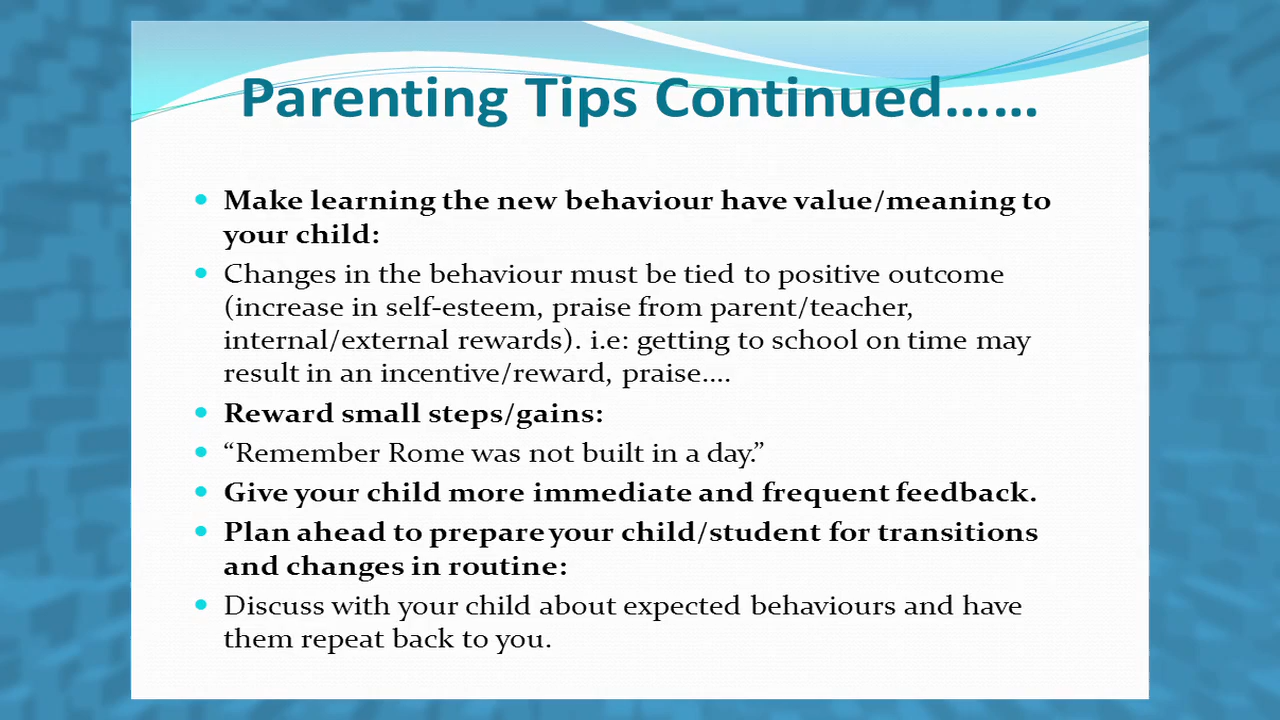 Parenting Tips Continued……
• Make learning the new behaviour have value/meaning to
your child:
• Changes in the behaviour must be tied to positive outcome
(increase in self-esteem, praise from parent/teacher,
internal/external rewards). i.e: getting to school on time may
result in an incentive/reward, praise....
• Reward small steps/gains:
• “Remember Rome was not built in a day.”
• Give your child more immediate and frequent feedback.
• Plan ahead to prepare your child/student for transitions
and changes in routine:
• Discuss with your child about expected behaviours and have
them repeat back to you.